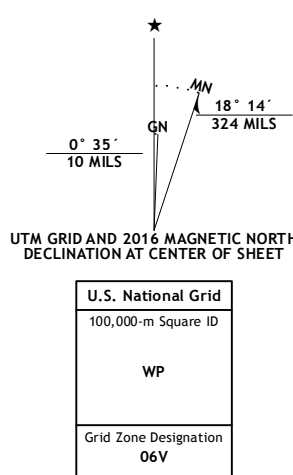 ★
MN
GN
18° 14´
324 MILS
0° 35´
10 MILS
UTM GRID AND 2016 MAGNETIC NORTH
DECLINATION AT CENTER OF SHEET
U.S. National Grid
100,000-m Square ID
WP
Grid Zone Designation
06V